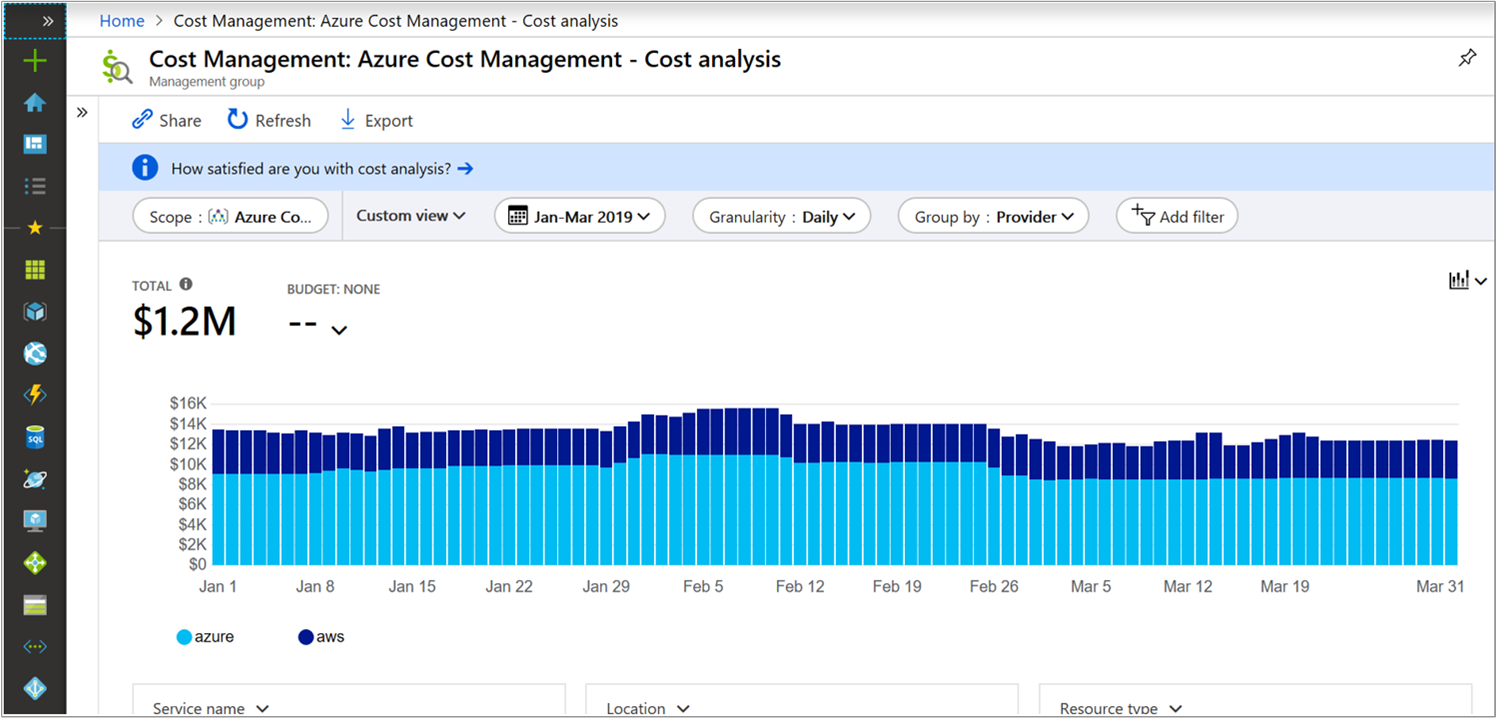 Home > Cost Management: Azure Cost Management - Cost analysis
Cost Management: Azure Cost Management - Cost analysis
Management group
Share Refresh Export
How satisfied are you with cost analysis?
Scope : Azure Co... Custom view Jan-Mar 2019 Granularity : Daily Group by : Provider Add filter
TOTAL BUDGET: NONE
$1.2M --
$16K
$14K
$12K
$10K
$8K
$6K
$4K
$2K
$0
Jan 1 Jan 8 Jan 15 Jan 22 Jan 29 Feb 5 Feb 12 Feb 19 Feb 26 Mar 5 Mar 12 Mar 19 Mar 31
azure aws
Service name Location Resource type
SQL